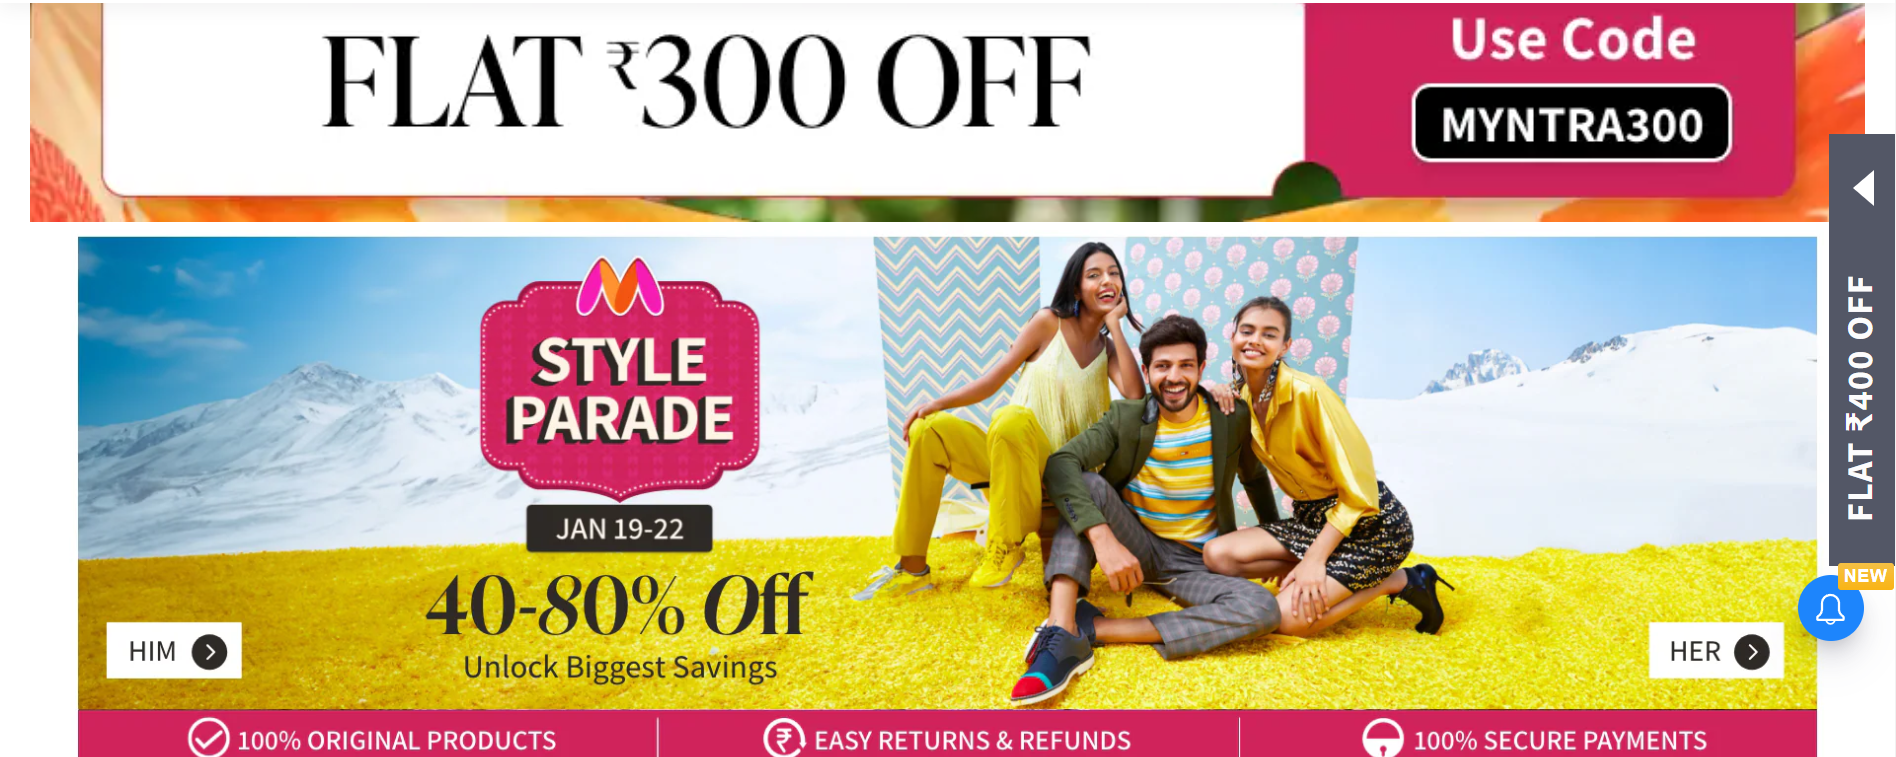 FLAT ₹300 OFF
Use Code
MYNTRA300
FLAT ₹400 OFF
NEW
STYLE
PARADE
JAN 19-22
40-80% Off
Unlock Biggest Savings
HIM
HER
100% ORIGINAL PRODUCTS
EASY RETURNS & REFUNDS
100% SECURE PAYMENTS